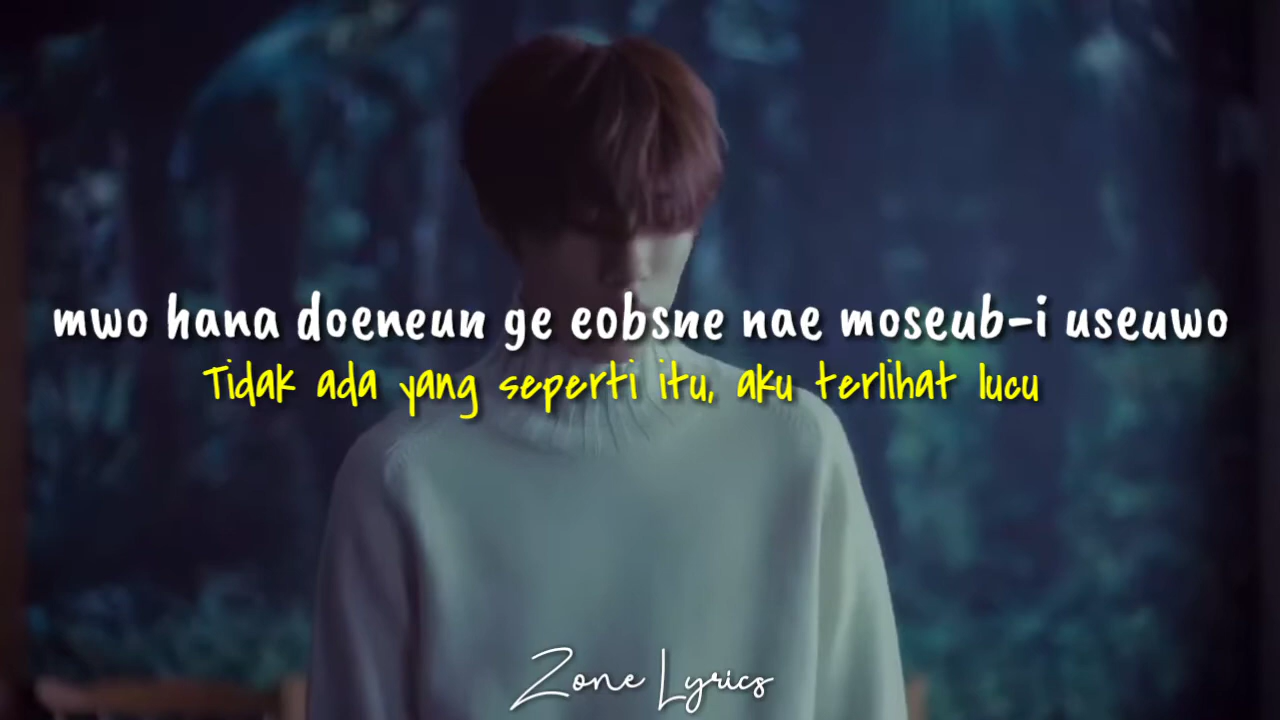 mwo hana doeneun ge eobsne nae moseub-i useuwo
Tidak ada yang seperti itu, aku terlihat lucu
Zone Lyrics